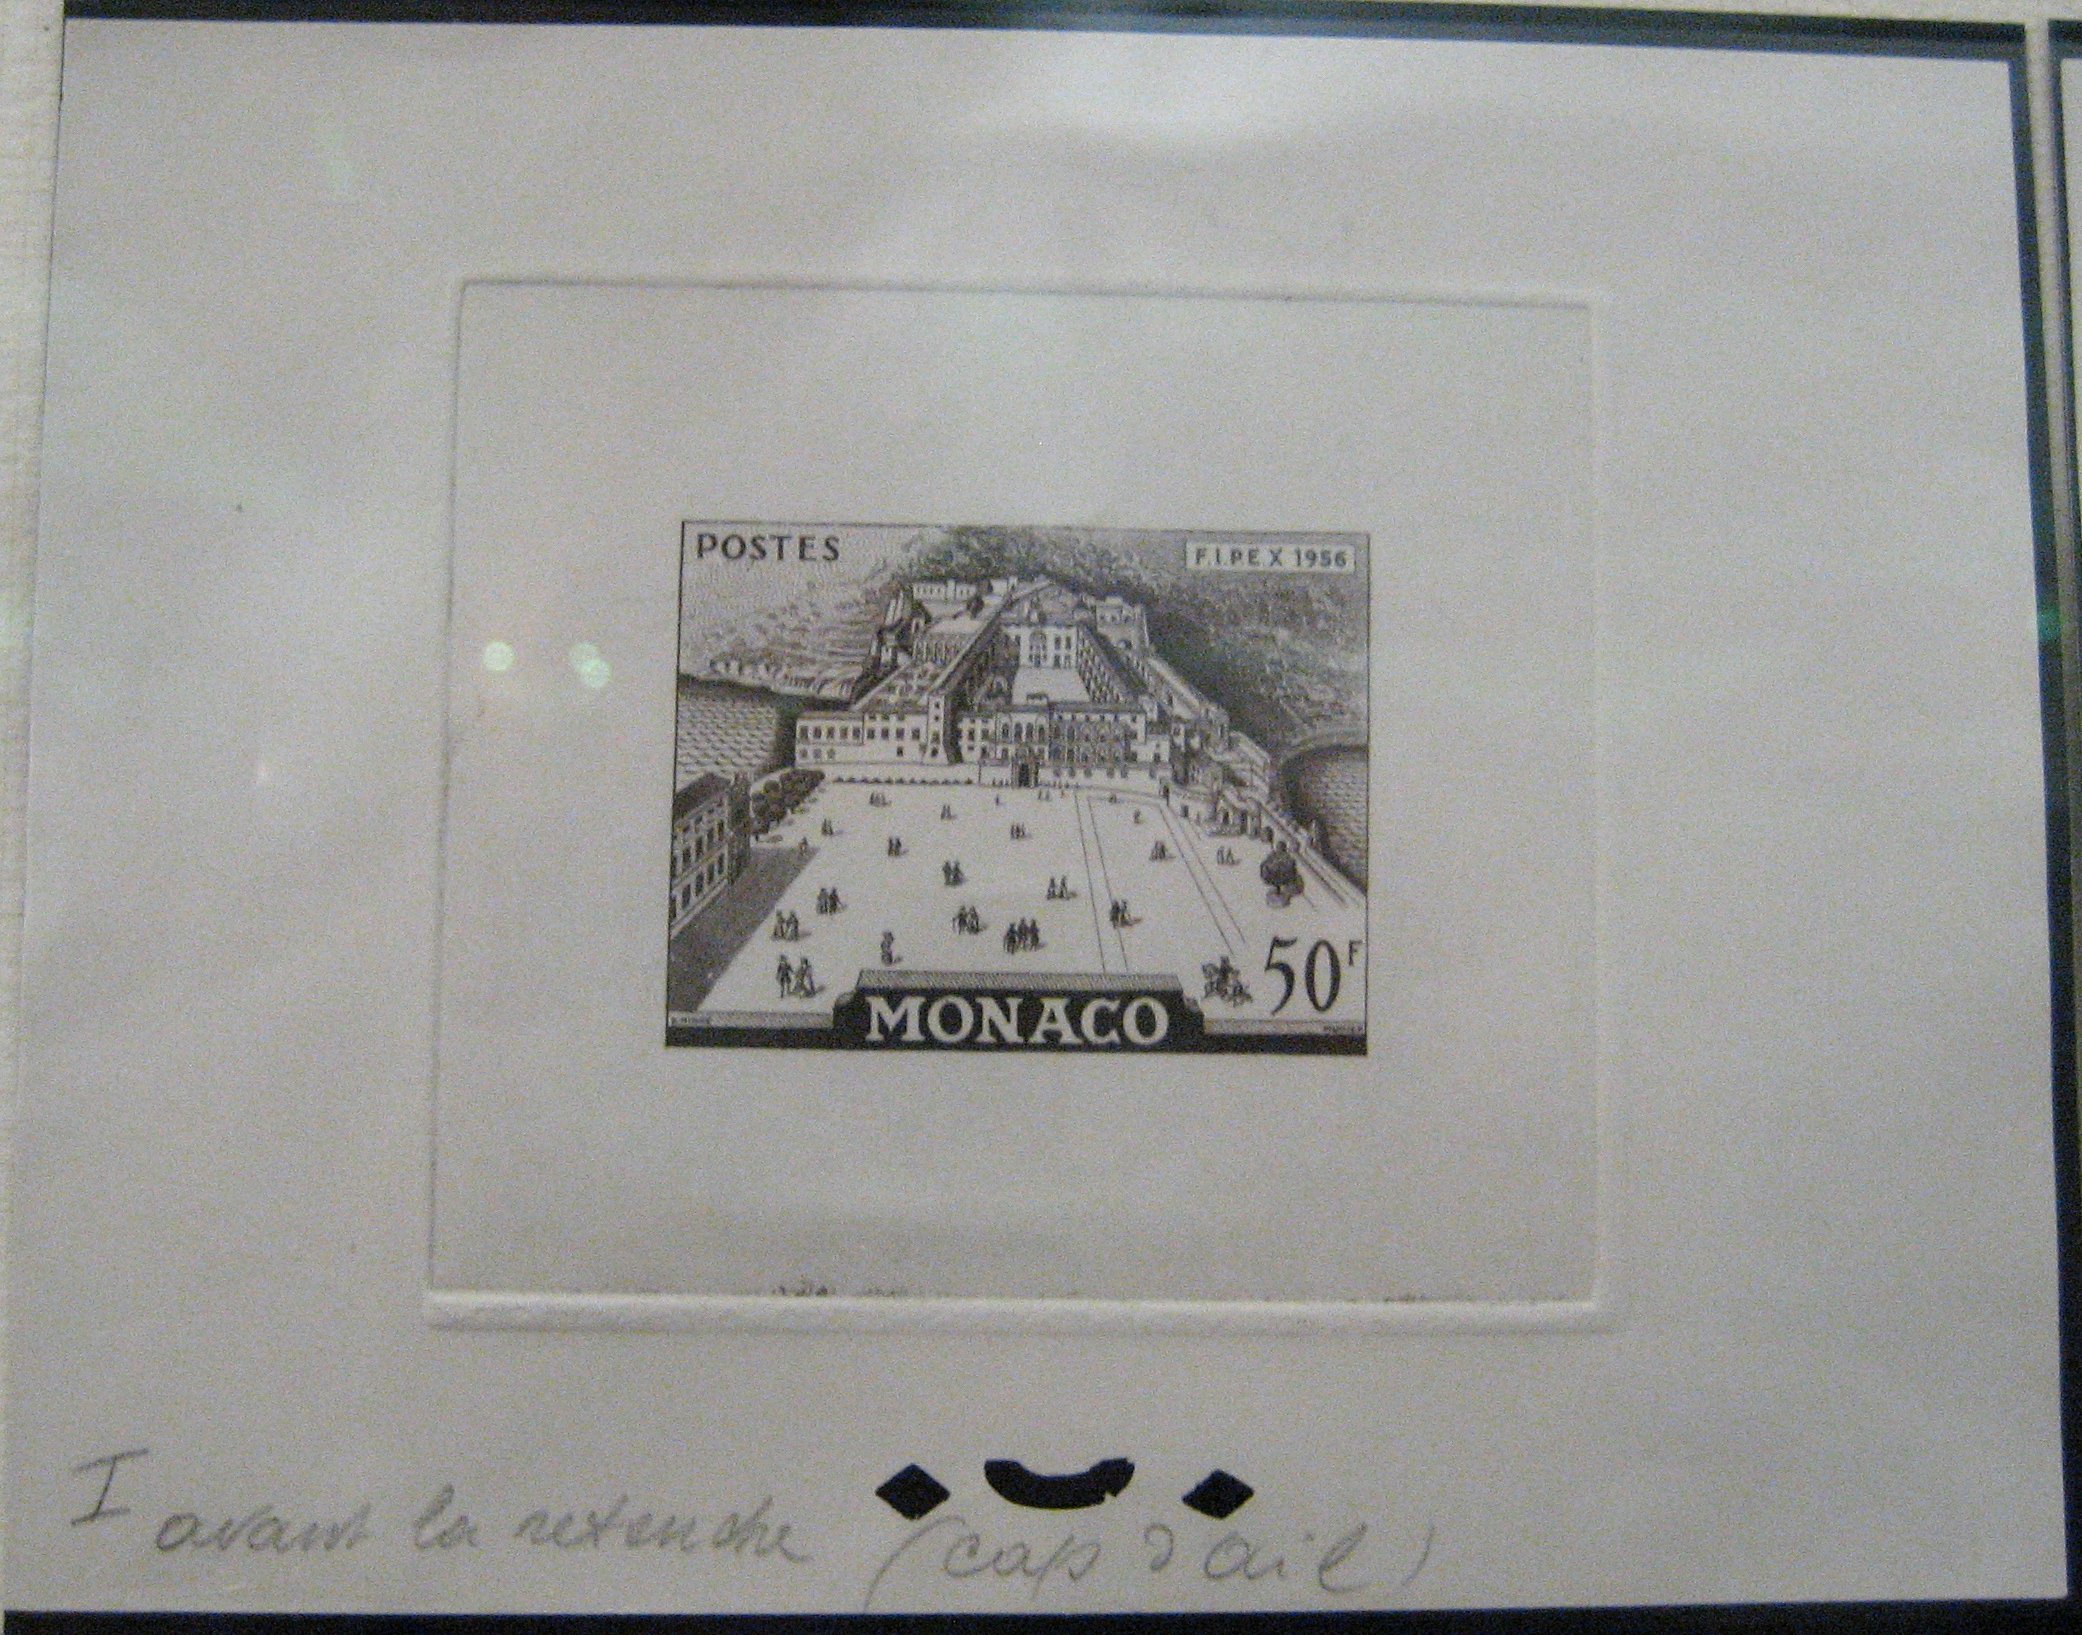 POSTES
F.I.P.E X 1956
50F
MONACO
I avant la retouche (cap d'ail)